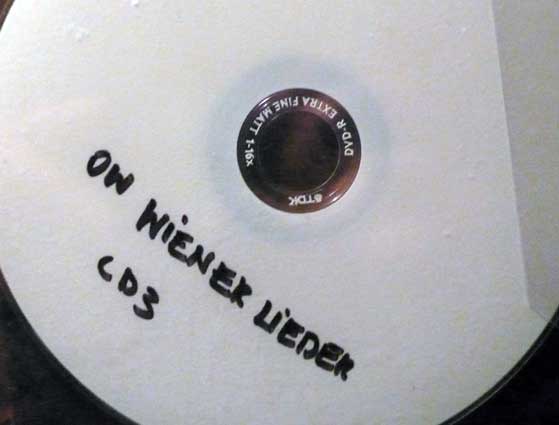 DVD-R EXTRA FINE MATT 1-16x
TDK
OW WIENER LIEDER
CD3